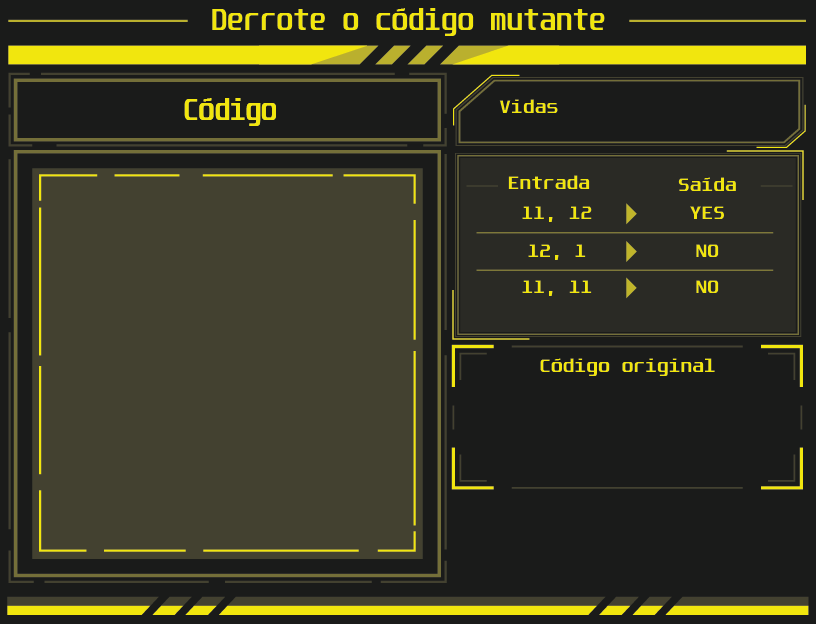 Derrote o código mutante
Código
Vidas
Entrada Saída
11, 12 YES
12, 1 NO
11, 11 NO
Código original